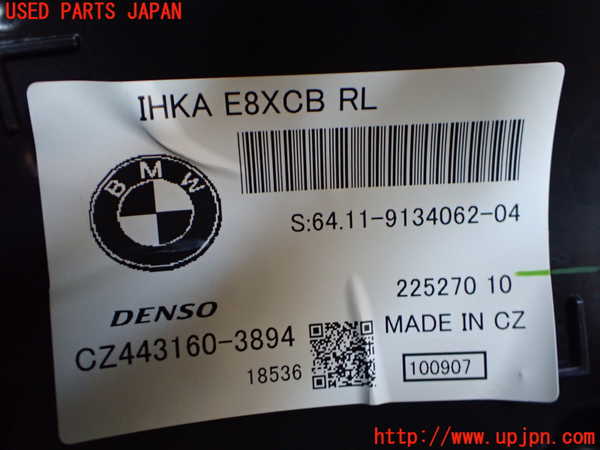 USED PARTS JAPAN
IHKA E8XCB RL
BMW
S:64.11-9134062-04
225270 10
DENSO
MADE IN CZ
CZ443160-3894
18536
100907
http://www.upjpn.com/